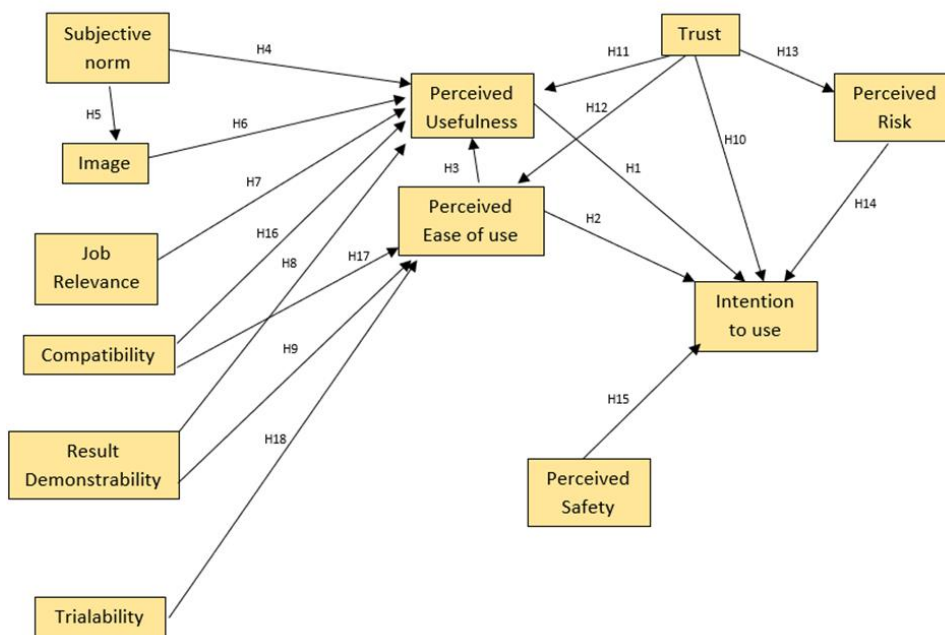 Subjective
norm
H4
H5
Image
H6
Job
Relevance
H7
Compatibility
H16
H17
Result
Demonstrability
H8
H9
Trialability
H18
Perceived
Usefulness
H3
Perceived
Ease of use
Trust
H11
H12
H10
H13
Perceived
Risk
H1
H2
H14
Intention
to use
H15
Perceived
Safety